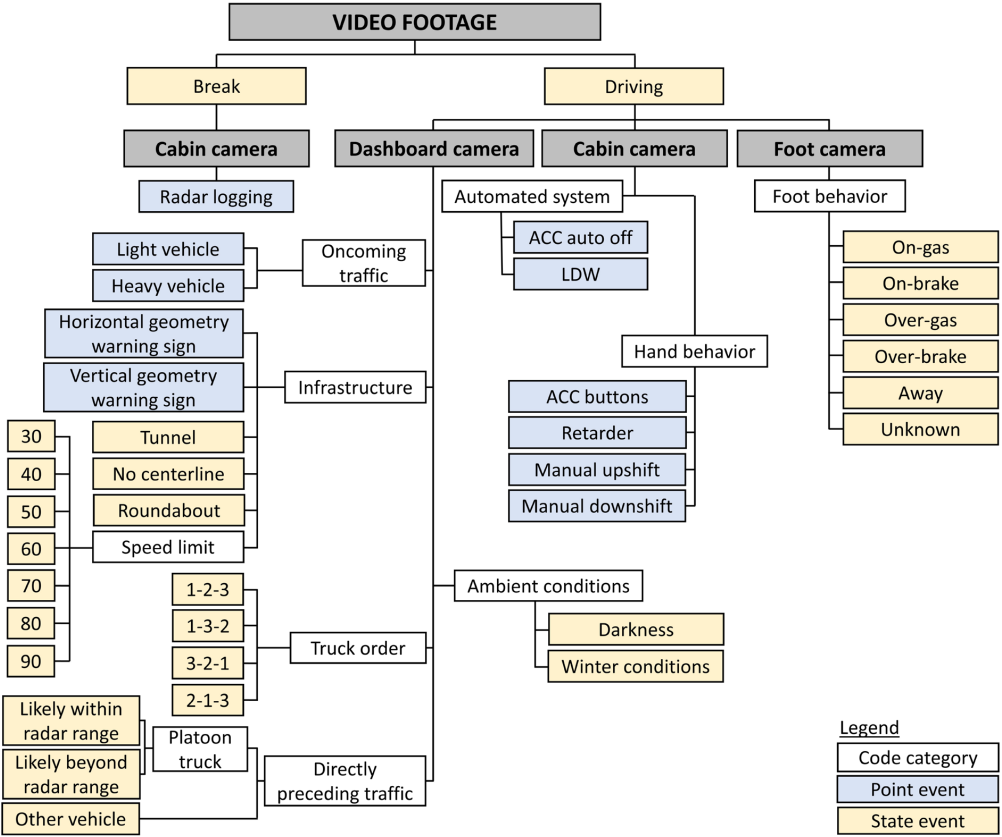 VIDEO FOOTAGE
Break
Driving
Cabin camera
Dashboard camera
Cabin camera
Foot camera
Radar logging
Automated system
Foot behavior
ACC auto off
LDW
On-gas
On-brake
Over-gas
Over-brake
Away
Unknown
Light vehicle
Heavy vehicle
Oncoming
traffic
Horizontal geometry
warning sign
Vertical geometry
warning sign
Infrastructure
Tunnel
No centerline
Roundabout
Speed limit
30
40
50
60
70
80
90
Hand behavior
ACC buttons
Retarder
Manual upshift
Manual downshift
Ambient conditions
Darkness
Winter conditions
1-2-3
1-3-2
3-2-1
2-1-3
Truck order
Likely within
radar range
Likely beyond
radar range
Platoon
truck
Other vehicle
Directly
preceding traffic
Legend
Code category
Point event
State event